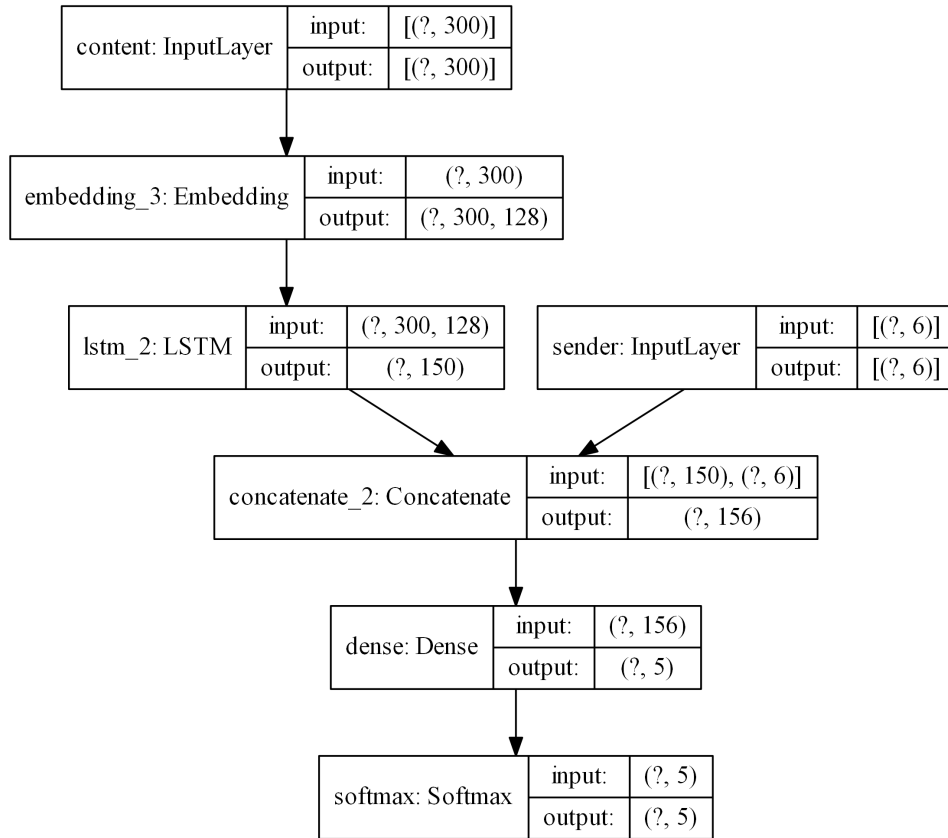 content: InputLayer
input: [(?, 300)]
output: [(?, 300)]
embedding_3: Embedding
input: (?, 300)
output: (?, 300, 128)
lstm_2: LSTM
input: (?, 300, 128)
output: (?, 150)
sender: InputLayer
input: [(?, 6)]
output: [(?, 6)]
concatenate_2: Concatenate
input: [(?, 150), (?, 6)]
output: (?, 156)
dense: Dense
input: (?, 156)
output: (?, 5)
softmax: Softmax
input: (?, 5)
output: (?, 5)